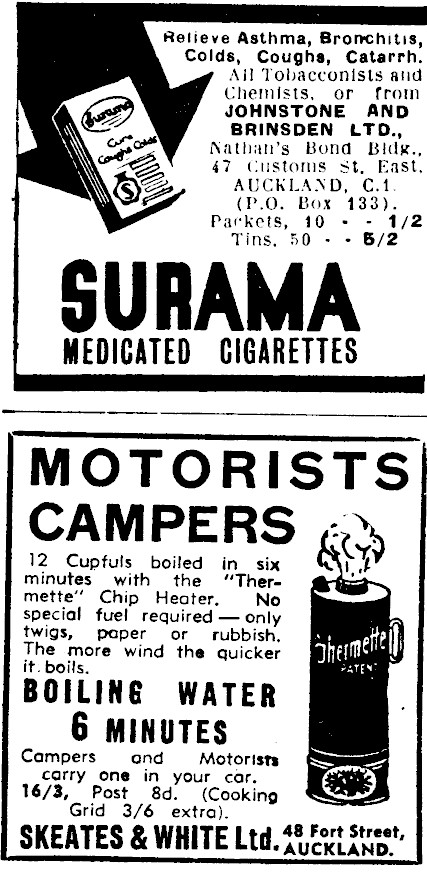 Relieve Asthma, Bronchitis,
Colds, Coughs, Catarrh.
All Tobacconists and
Chemists, or from
JOHNSTONE AND
BRINSDEN LTD.,
Nathan's Bond Bldg.,
47 Customs St. East,
AUCKLAND, C.1.
(P.O. Box 133).
Packets, 10 - - 1/2
Tins, 50 - - 5/2
Surama
Cure
Coughs Colds
S
SURAMA
MEDICATED CIGARETTES
MOTORISTS
CAMPERS
12 Cupfuls boiled in six
minutes with the "Ther-
mette" Chip Heater. No
special fuel required — only
twigs, paper or rubbish.
The more wind the quicker
it boils.
BOILING WATER
6 MINUTES
Campers and Motorists
carry one in your car.
16/3, Post 8d. (Cooking
Grid 3/6 extra).
Thermette
PATENT
SKEATES & WHITE Ltd. 48 Fort Street,
AUCKLAND.